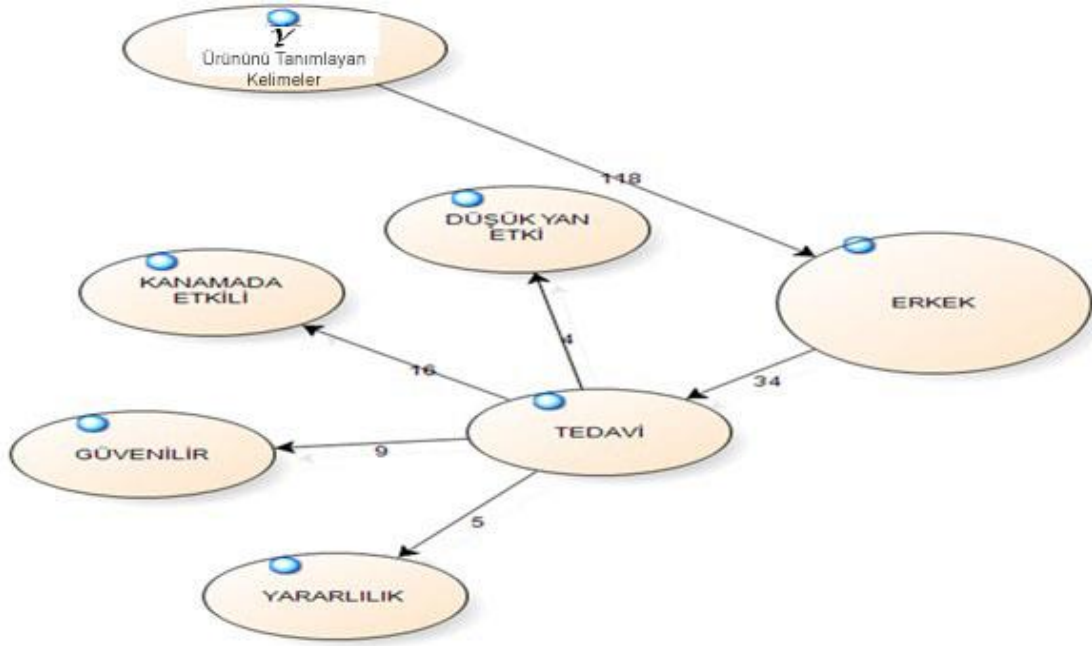 Y
Ürününü Tanımlayan
Kelimeler
118
DÜŞÜK YAN
ETKİ
KANAMADA
ETKİLİ
ERKEK
4
16
34
TEDAVİ
GÜVENİLİR
9
5
YARARLILIK